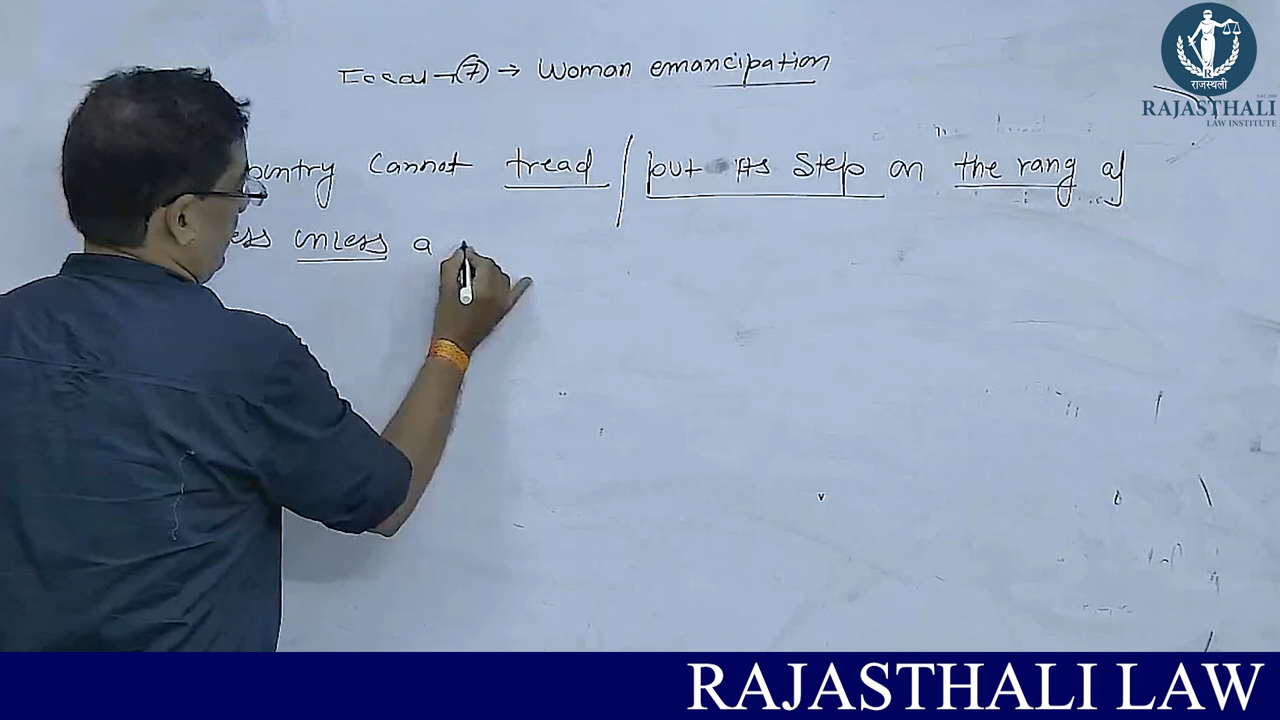 Essay → 7 → Woman emancipation
ountry cannot tread / put its step on the rang of
ess unless a
राजस्थली
RAJASTHALI
LAW INSTITUTE
RAJASTHALI LAW